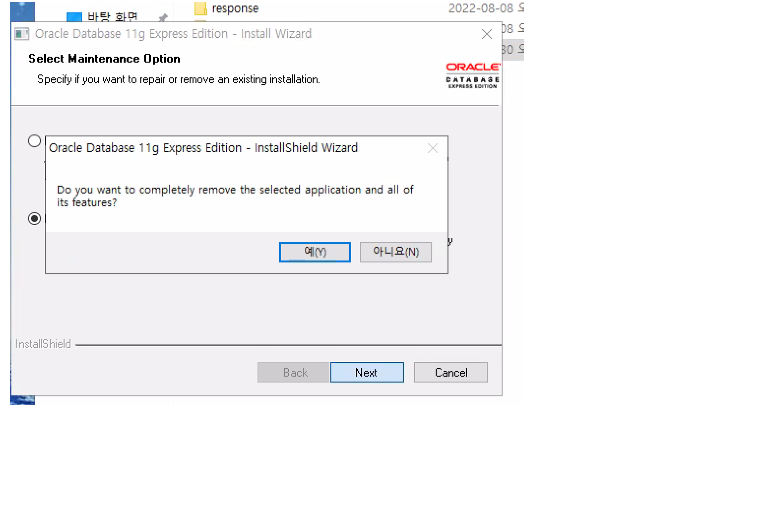 바탕 화면
response
2022-08-08 오
08 오
30 오
Oracle Database 11g Express Edition - Install Wizard
Select Maintenance Option
Specify if you want to repair or remove an existing installation.
ORACLE
DATABASE
EXPRESS EDITION
Oracle Database 11g Express Edition - InstallShield Wizard
Do you want to completely remove the selected application and all of
its features?
예(Y)
아니요(N)
y
InstallShield
Back
Next
Cancel